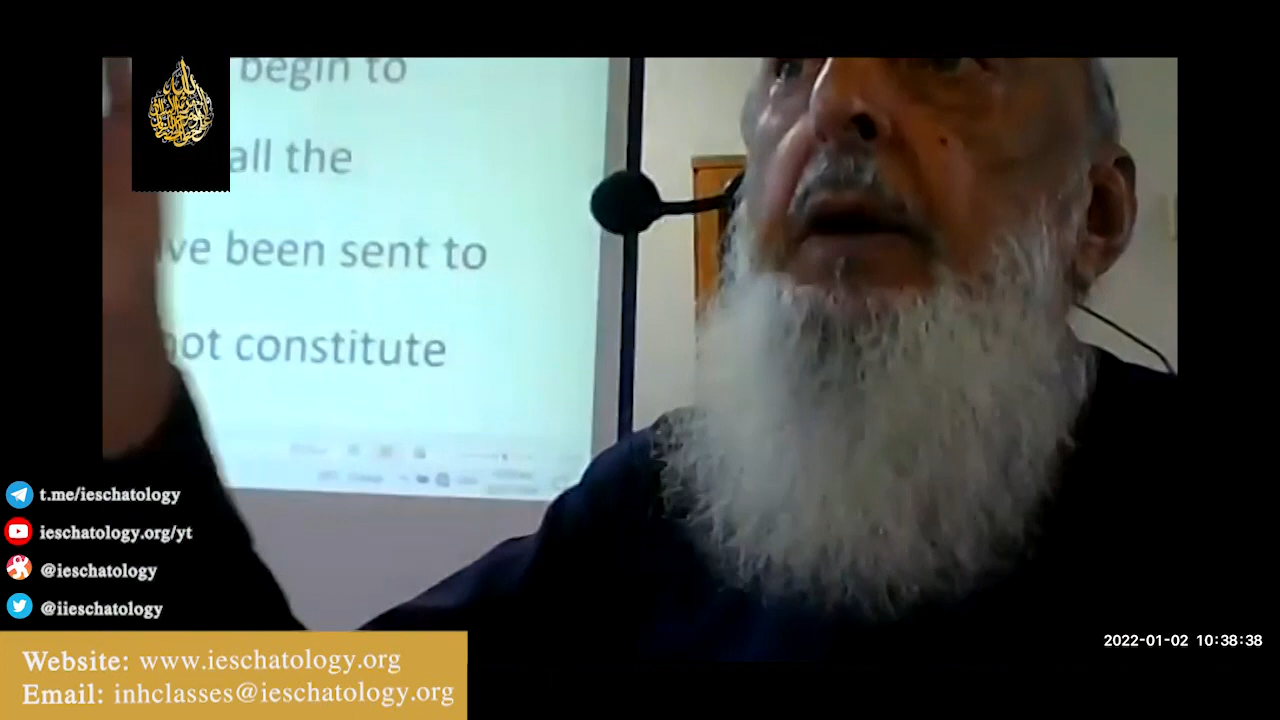 begin to
all the
ve been sent to
not constitute
t.me/ieschatology
ieschatology.org/yt
@ieschatology
@iieschatology
2022-01-02 10:38:38
Website: www.ieschatology.org
Email: inhclasses@ieschatology.org